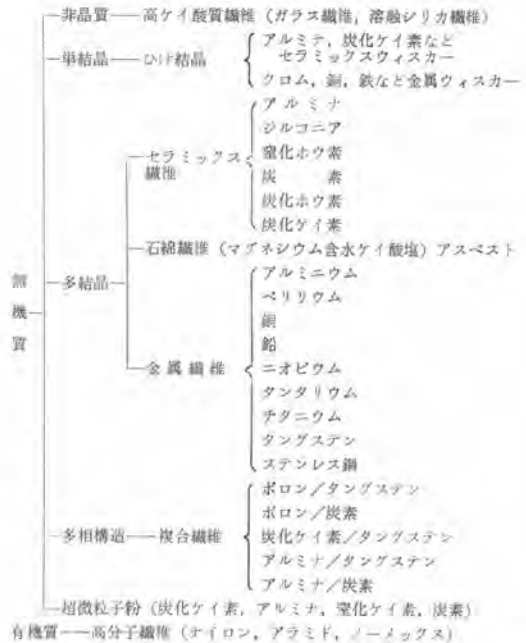 非晶質——高ケイ酸質繊維（ガラス繊維，溶融シリカ繊維）
単結晶——ひげ結晶
アルミナ，炭化ケイ素など
セラミックスウィスカー
クロム，銅，鉄など金属ウィスカー
無機質
多結晶
セラミックス
繊維
アルミナ
ジルコニア
窒化ホウ素
炭素
炭化ホウ素
炭化ケイ素
石綿繊維（マグネシウム含水ケイ酸塩）アスベスト
金属繊維
アルミニウム
ベリリウム
銅
鉛
ニオビウム
タンタリウム
チタニウム
タングステン
ステンレス鋼
多相構造——複合繊維
ボロン／タングステン
ボロン／炭素
炭化ケイ素／タングステン
アルミナ／タングステン
アルミナ／炭素
超微粒子粉（炭化ケイ素，アルミナ，窒化ケイ素，炭素）
有機質——高分子繊維（ナイロン，アラミド，ノーメックス）